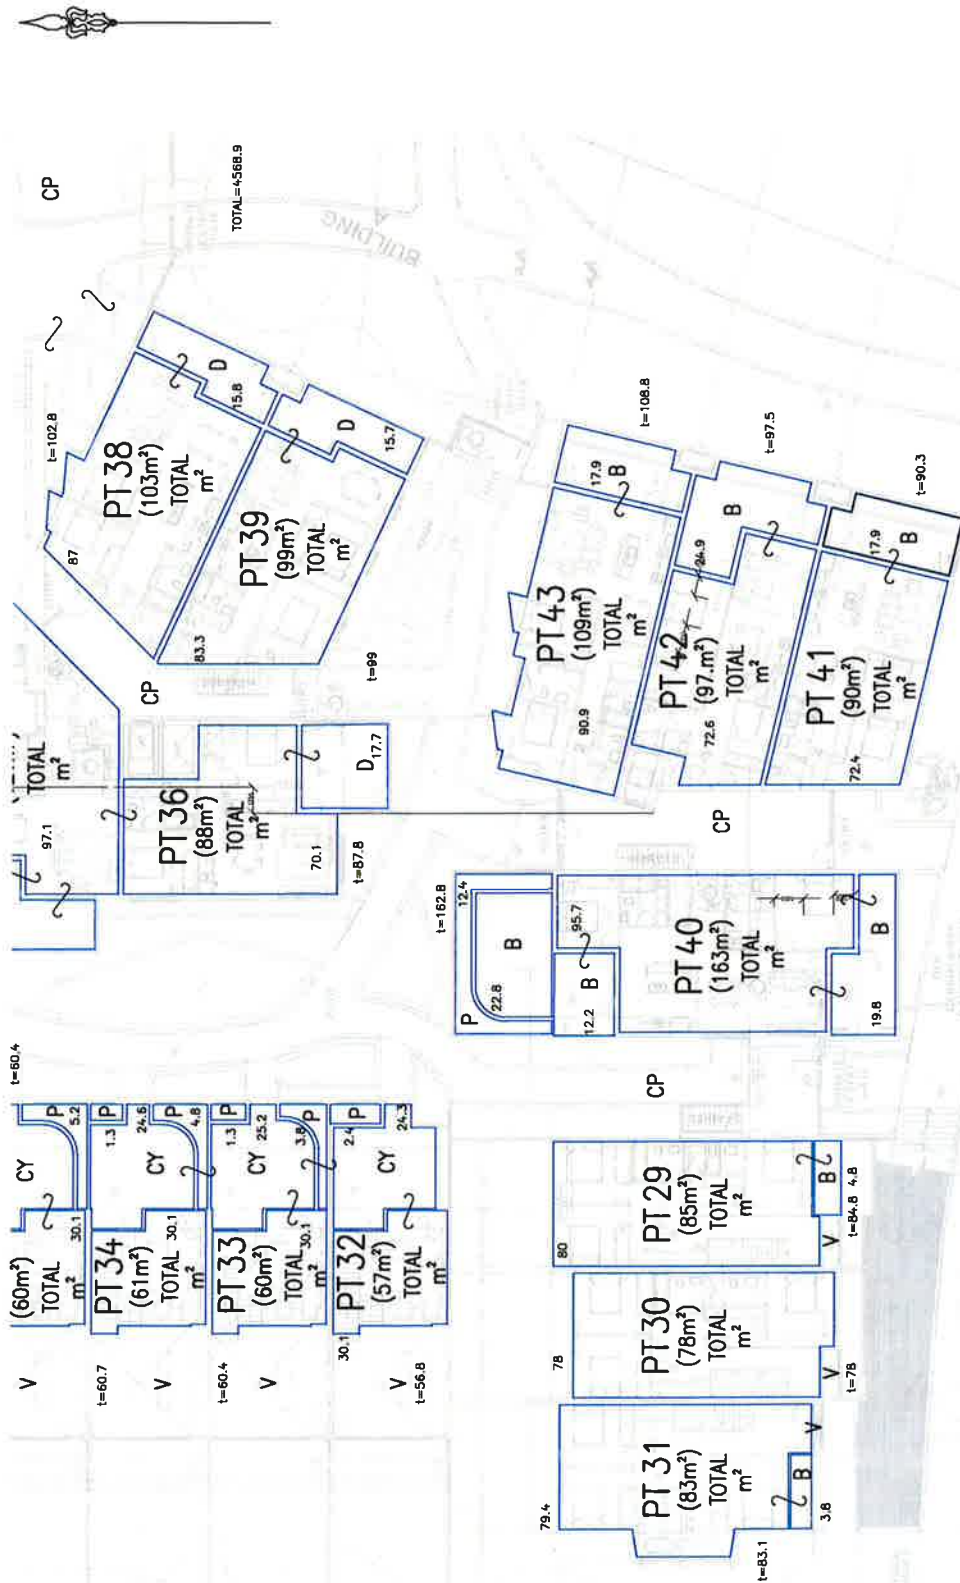 CP
TOTAL=4568.9
BUILDING
t=102.8
PT 38
(103m²)
TOTAL
m²
87
D
15.8
PT 39
(99m²)
TOTAL
m²
83.3
D
15.7
t=99
CP
TOTAL
m²
97.1
PT 36
(88m²)
TOTAL
m²
70.1
D
17.7
t=87.8
t=108.8
PT 43
(109m²)
TOTAL
m²
90.9
17.9
B
t=97.5
PT 42
(97.m²)
TOTAL
m²
72.6
24.9
B
t=90.3
PT 41
(90m²)
TOTAL
m²
72.4
17.9
B
CP
t=162.8
12.4
P
22.8
B
95.7
12.2
B
PT 40
(163m²)
TOTAL
m²
19.8
B
CP
t=60.4
(60m²)
TOTAL
m²
30.1
CY
P
5.2
V
PT 34
(61m²)
TOTAL
m²
30.1
CY
P
1.3
24.6
P
4.8
t=60.7
V
PT 33
(60m²)
TOTAL
m²
30.1
CY
P
1.3
25.2
P
3.8
t=60.4
V
PT 32
(57m²)
TOTAL
m²
30.1
CY
P
2.4
24.3
t=56.8
V
PT 29
(85m²)
TOTAL
m²
80
B
V
t=84.8
4.8
PT 30
(78m²)
TOTAL
m²
78
V
t=78
PT 31
(83m²)
TOTAL
m²
79.4
V
B
3.8
t=83.1